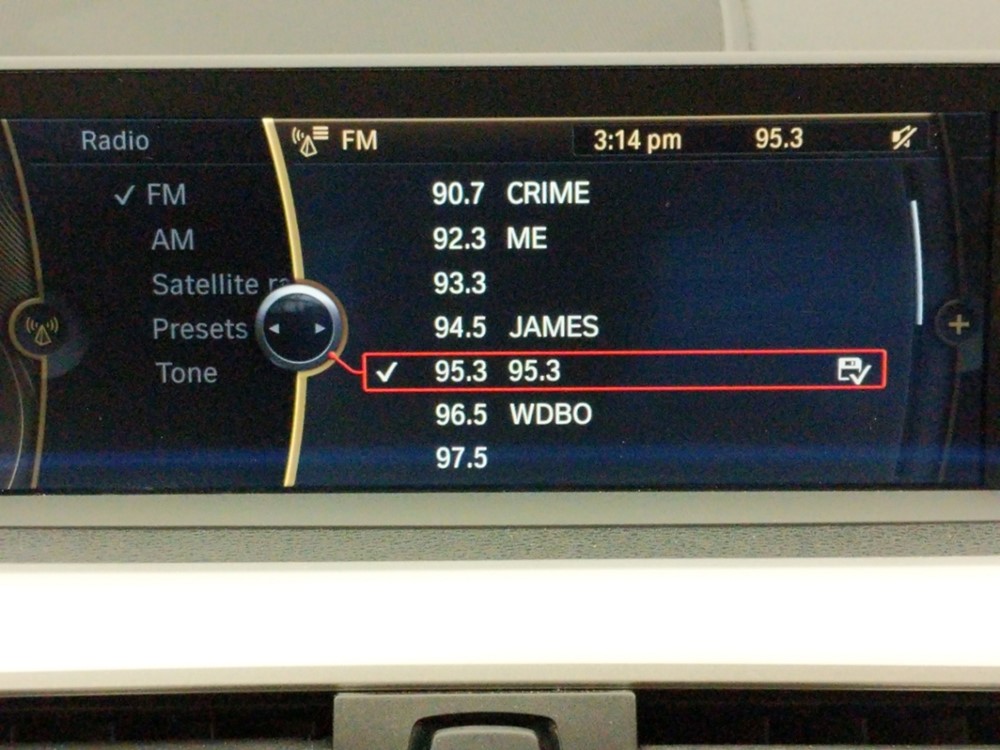 Radio
FM
AM
Satellite
Presets
Tone
FM 3:14 pm 95.3
90.7 CRIME
92.3 ME
93.3
94.5 JAMES
95.3 95.3
96.5 WDBO
97.5